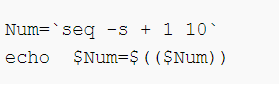 Num=`seq -s + 1 10`
echo  $Num=$(($Num))